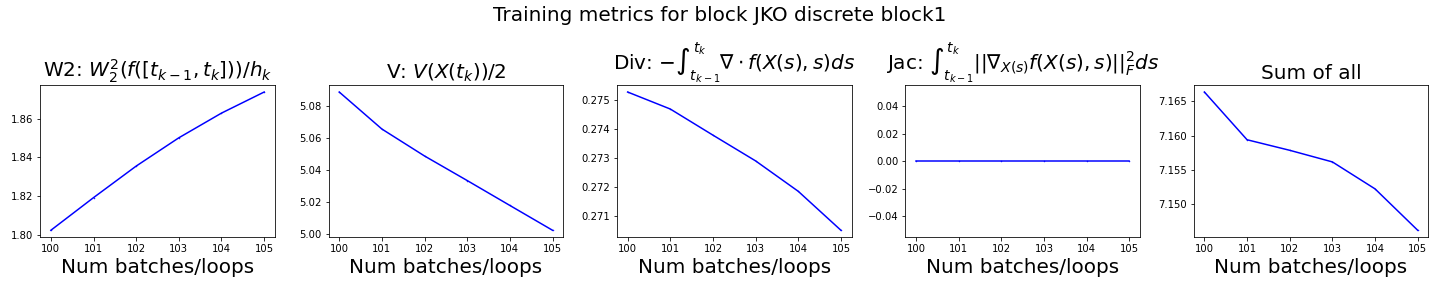 Training metrics for block JKO discrete block1
W2: $W_2^2(f([t_{k-1}, t_k]))/h_k$
1.86
1.84
1.82
1.80
100 101 102 103 104 105
Num batches/loops
V: $V(X(t_k))/2$
5.08
5.06
5.04
5.02
5.00
100 101 102 103 104 105
Num batches/loops
Div: $-\int_{t_{k-1}}^{t_k} \nabla \cdot f(X(s), s)ds$
0.275
0.274
0.273
0.272
0.271
100 101 102 103 104 105
Num batches/loops
Jac: $\int_{t_{k-1}}^{t_k} ||\nabla_{X(s)} f(X(s), s)||_F^2 ds$
0.04
0.02
0.00
−0.02
−0.04
100 101 102 103 104 105
Num batches/loops
Sum of all
7.165
7.160
7.155
7.150
100 101 102 103 104 105
Num batches/loops